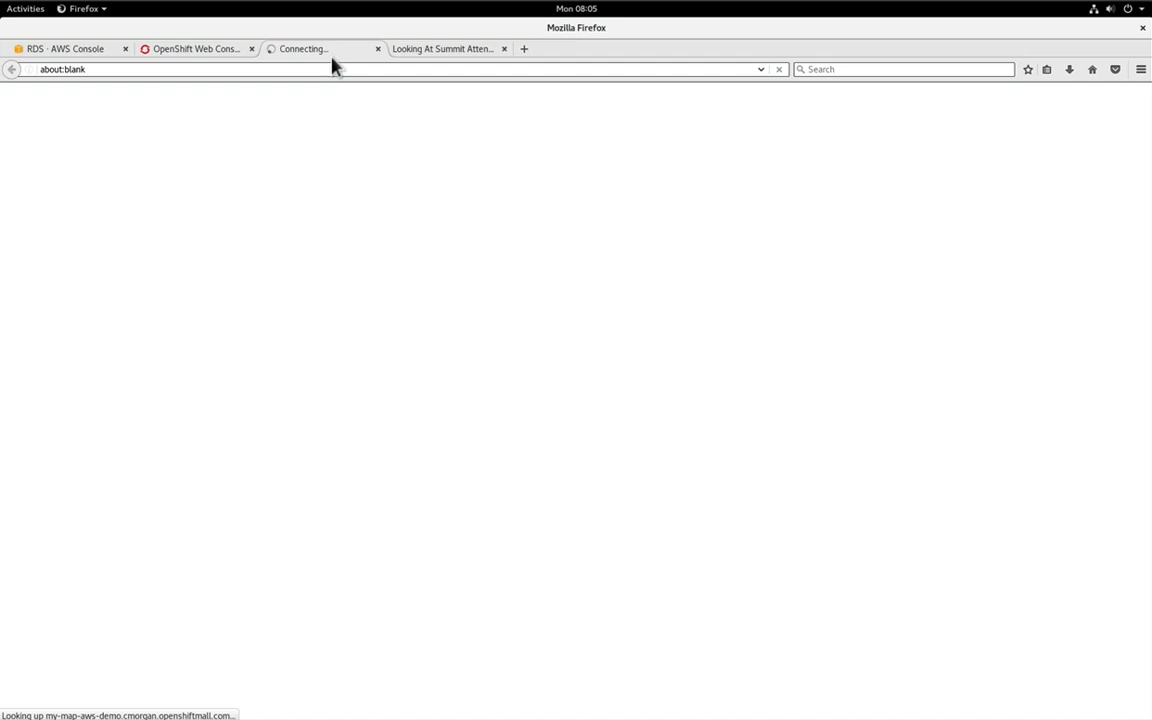 Activities Firefox Mon 08:05
Mozilla Firefox
RDS · AWS Console OpenShift Web Cons... Connecting... Looking At Summit Atten...
about:blank Search
Looking up my-map-aws-demo.cmorgan.openshiftmall.com...